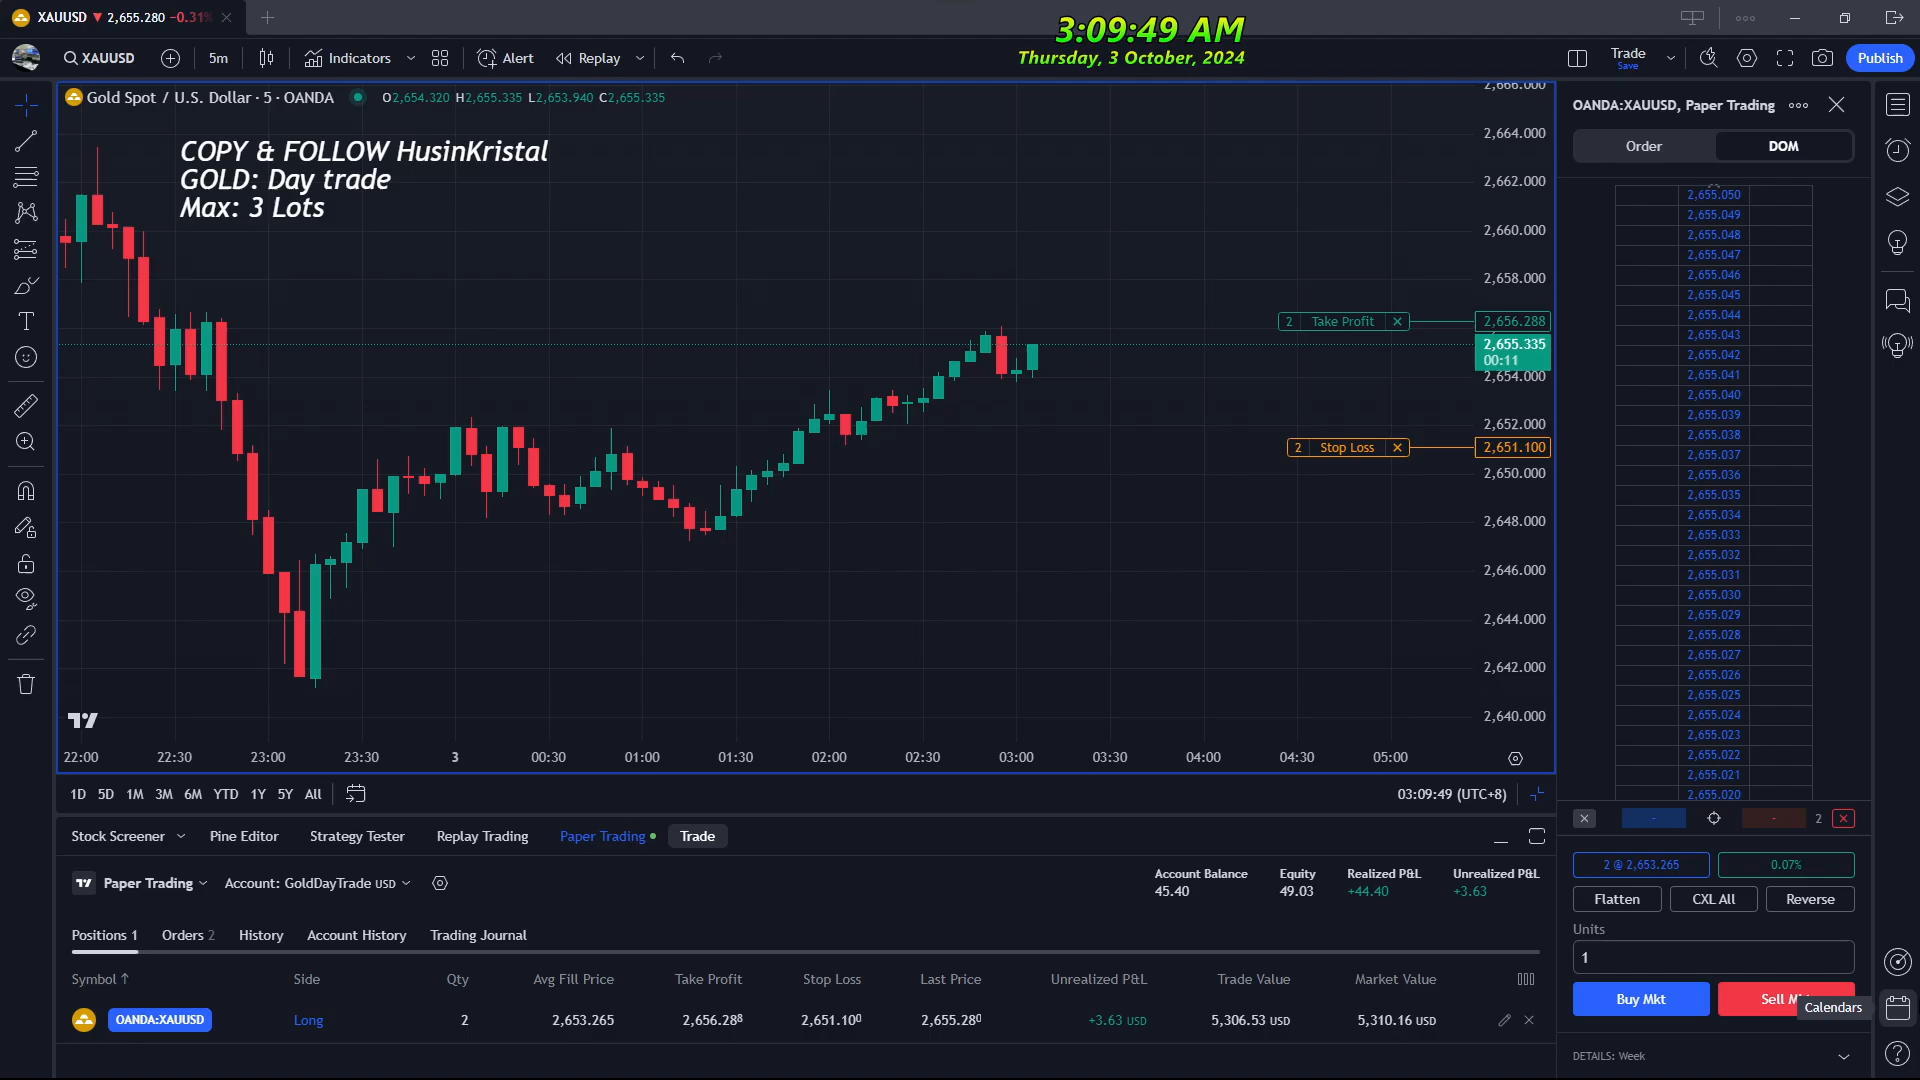 XAUUSD ▼ 2,655.280 −0.31%
3:09:49 AM
Thursday, 3 October, 2024
XAUUSD 5m Indicators Alert Replay Trade Save Publish
Gold Spot / U.S. Dollar · 5 · OANDA O2,654.320 H2,655.335 L2,653.940 C2,655.335
COPY & FOLLOW HusinKristal
GOLD: Day trade
Max: 3 Lots
2,666.000
2,664.000
2,662.000
2,660.000
2,658.000
2 Take Profit 2,656.288
2,655.335
00:11
2,654.000
2,652.000
2 Stop Loss 2,651.100
2,650.000
2,648.000
2,646.000
2,644.000
2,642.000
2,640.000
22:00 22:30 23:00 23:30 3 00:30 01:00 01:30 02:00 02:30 03:00 03:30 04:00 04:30 05:00
1D 5D 1M 3M 6M YTD 1Y 5Y All 03:09:49 (UTC+8)
Stock Screener Pine Editor Strategy Tester Replay Trading Paper Trading Trade
Paper Trading Account: GoldDayTrade USD
Account Balance Equity Realized P&L Unrealized P&L
45.40 49.03 +44.40 +3.63
Positions 1 Orders 2 History Account History Trading Journal
Symbol ↑ Side Qty Avg Fill Price Take Profit Stop Loss Last Price Unrealized P&L Trade Value Market Value
OANDA:XAUUSD Long 2 2,653.265 2,656.288 2,651.100 2,655.280 +3.63 USD 5,306.53 USD 5,310.16 USD
OANDA:XAUUSD, Paper Trading
Order DOM
2,655.050
2,655.049
2,655.048
2,655.047
2,655.046
2,655.045
2,655.044
2,655.043
2,655.042
2,655.041
2,655.040
2,655.039
2,655.038
2,655.037
2,655.036
2,655.035
2,655.034
2,655.033
2,655.032
2,655.031
2,655.030
2,655.029
2,655.028
2,655.027
2,655.026
2,655.025
2,655.024
2,655.023
2,655.022
2,655.021
2,655.020
- - 2
2 @ 2,653.265 0.07%
Flatten CXL All Reverse
Units
1
Buy Mkt Sell
Calendars
DETAILS: Week